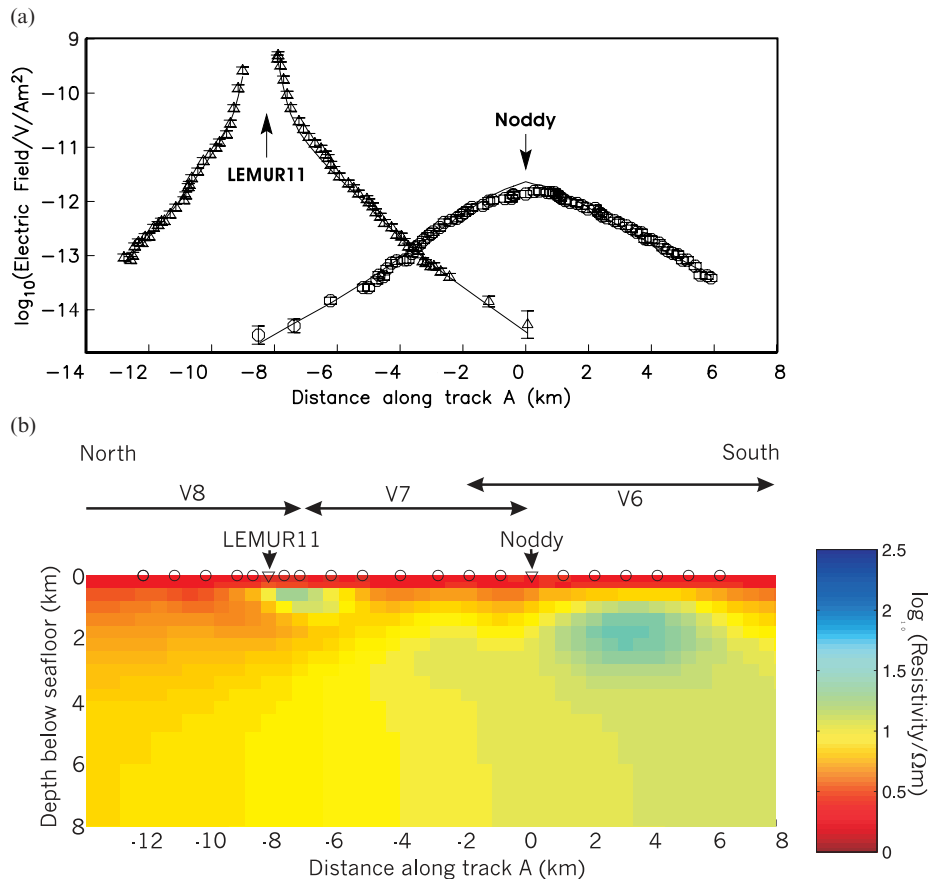 (a)
9
−10
−11
−12
−13
−14
log10(Electric Field/V/Am2)
LEMUR11
Noddy
−14 −12 −10 −8 −6 −4 −2 0 2 4 6 8
Distance along track A (km)
(b)
North South
V8 V7 V6
LEMUR11 Noddy
0
2
4
6
8
Depth below seafloor (km)
-12 -10 -8 -6 -4 -2 0 2 4 6 8
Distance along track A (km)
2.5
2
1.5
1
0.5
0
log10 (Resistivity/Ωm)